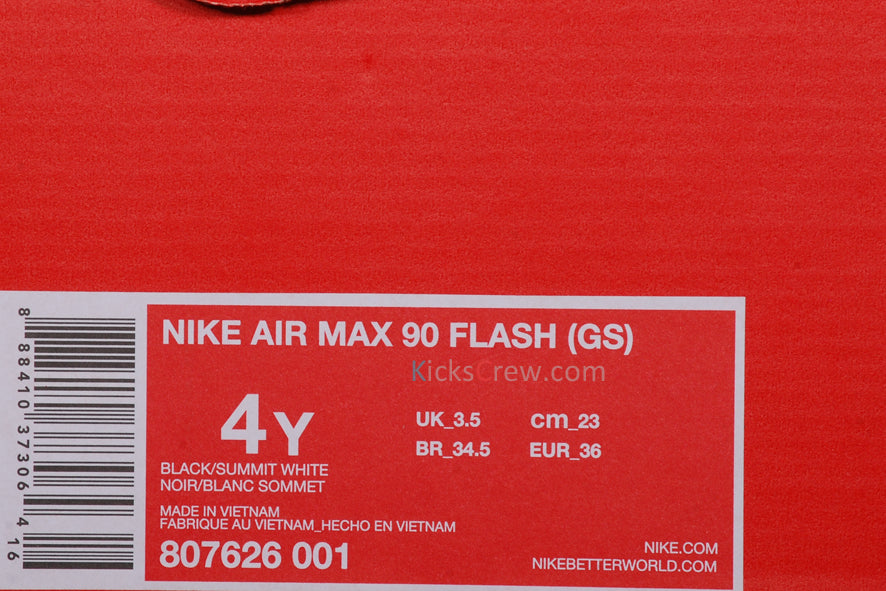 NIKE AIR MAX 90 FLASH (GS)
KicksCrew.com
4Y
UK_3.5 cm_23
BR_34.5 EUR_36
BLACK/SUMMIT WHITE
NOIR/BLANC SOMMET
MADE IN VIETNAM
FABRIQUE AU VIETNAM_HECHO EN VIETNAM
807626 001
NIKE.COM
NIKEBETTERWORLD.COM
8 88410 37306 4 16